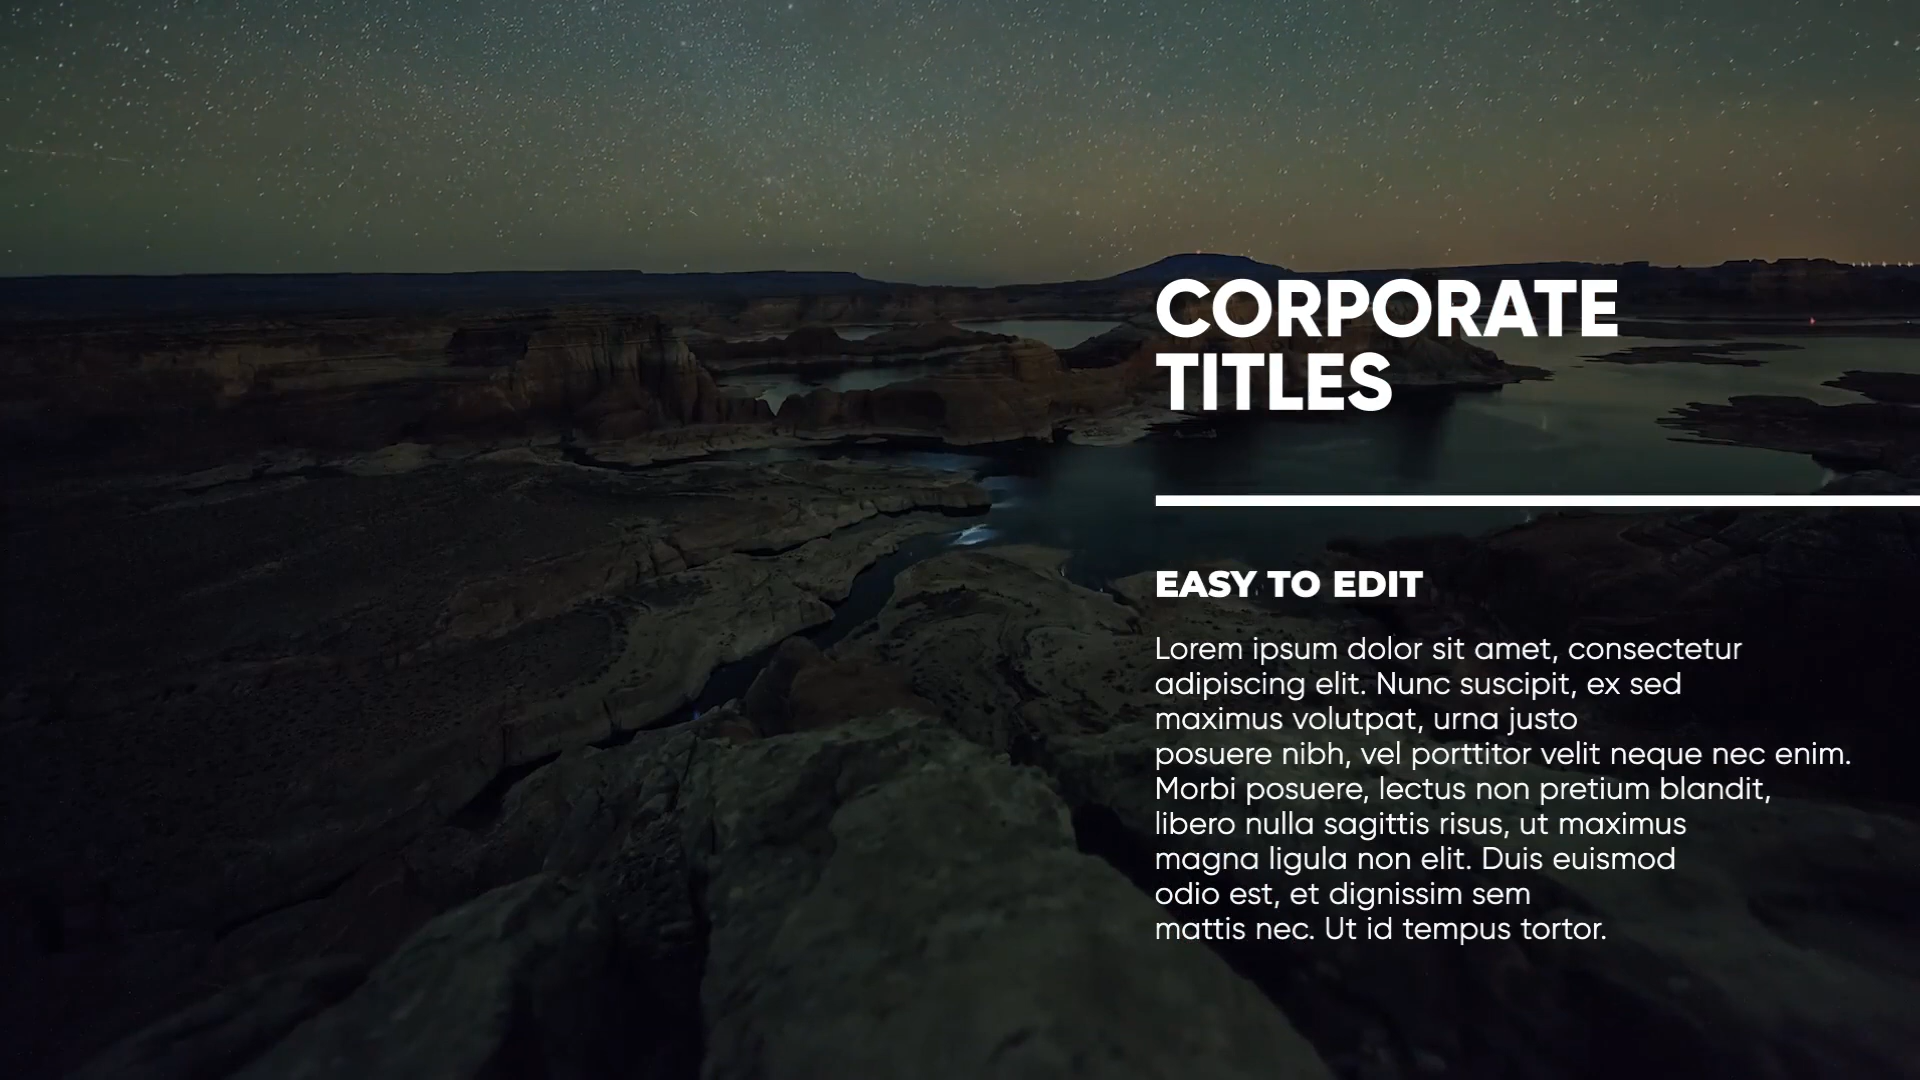 CORPORATE
TITLES
EASY TO EDIT
Lorem ipsum dolor sit amet, consectetur
adipiscing elit. Nunc suscipit, ex sed
maximus volutpat, urna justo
posuere nibh, vel porttitor velit neque nec enim.
Morbi posuere, lectus non pretium blandit,
libero nulla sagittis risus, ut maximus
magna ligula non elit. Duis euismod
odio est, et dignissim sem
mattis nec. Ut id tempus tortor.